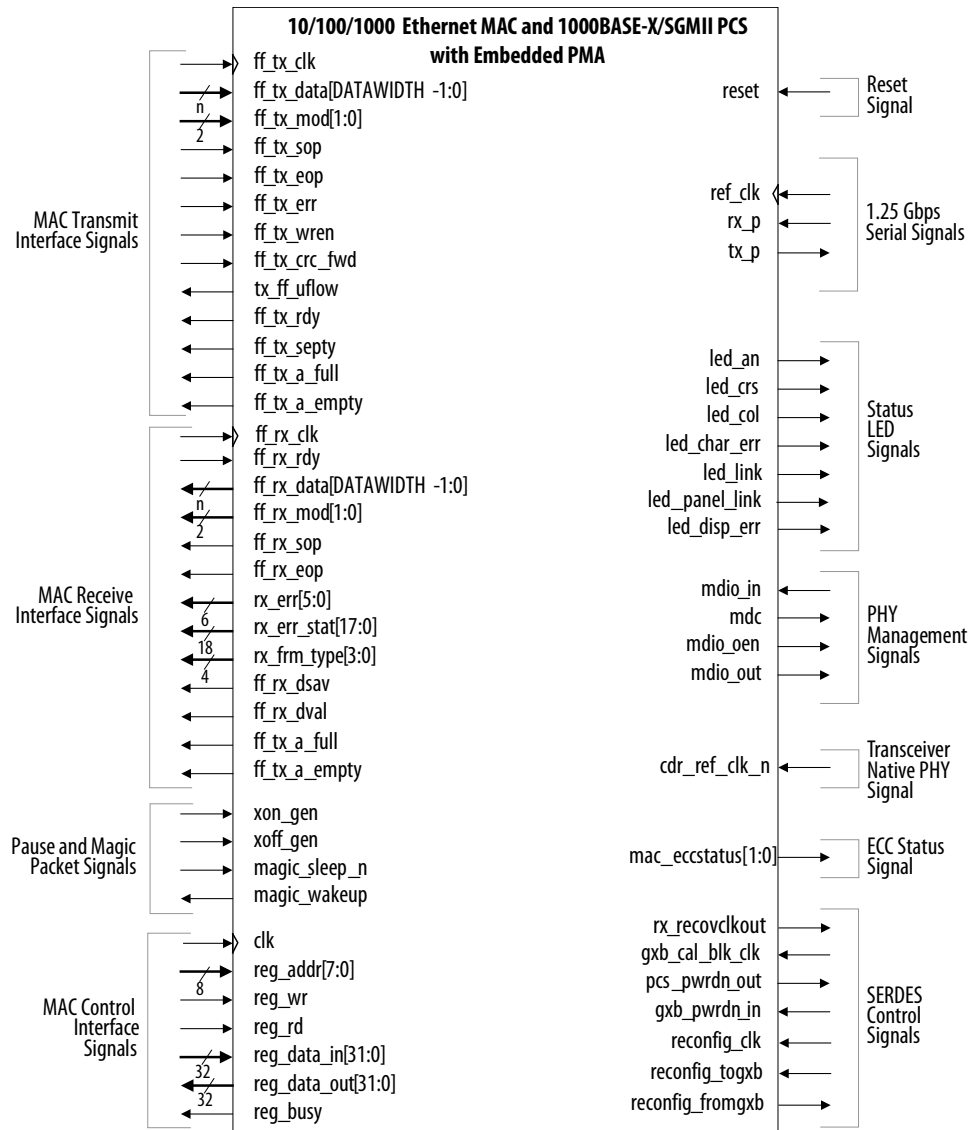 10/100/1000 Ethernet MAC and 1000BASE-X/SGMII PCS
with Embedded PMA
MAC Transmit
Interface Signals
ff_tx_clk
ff_tx_data[DATAWIDTH -1:0]
n
ff_tx_mod[1:0]
2
ff_tx_sop
ff_tx_eop
ff_tx_err
ff_tx_wren
ff_tx_crc_fwd
tx_ff_uflow
ff_tx_rdy
ff_tx_septy
ff_tx_a_full
ff_tx_a_empty
MAC Receive
Interface Signals
ff_rx_clk
ff_rx_rdy
ff_rx_data[DATAWIDTH -1:0]
n
ff_rx_mod[1:0]
2
ff_rx_sop
ff_rx_eop
rx_err[5:0]
6
rx_err_stat[17:0]
18
rx_frm_type[3:0]
4
ff_rx_dsav
ff_rx_dval
ff_tx_a_full
ff_tx_a_empty
Pause and Magic
Packet Signals
xon_gen
xoff_gen
magic_sleep_n
magic_wakeup
MAC Control
Interface
Signals
clk
reg_addr[7:0]
8
reg_wr
reg_rd
reg_data_in[31:0]
32
reg_data_out[31:0]
32
reg_busy
reset
Reset
Signal
ref_clk
rx_p
tx_p
1.25 Gbps
Serial Signals
led_an
led_crs
led_col
led_char_err
led_link
led_panel_link
led_disp_err
Status
LED
Signals
mdio_in
mdc
mdio_oen
mdio_out
PHY
Management
Signals
cdr_ref_clk_n
Transceiver
Native PHY
Signal
mac_eccstatus[1:0]
ECC Status
Signal
rx_recovclkout
gxb_cal_blk_clk
pcs_pwrdn_out
gxb_pwrdn_in
reconfig_clk
reconfig_togxb
reconfig_fromgxb
SERDES
Control
Signals